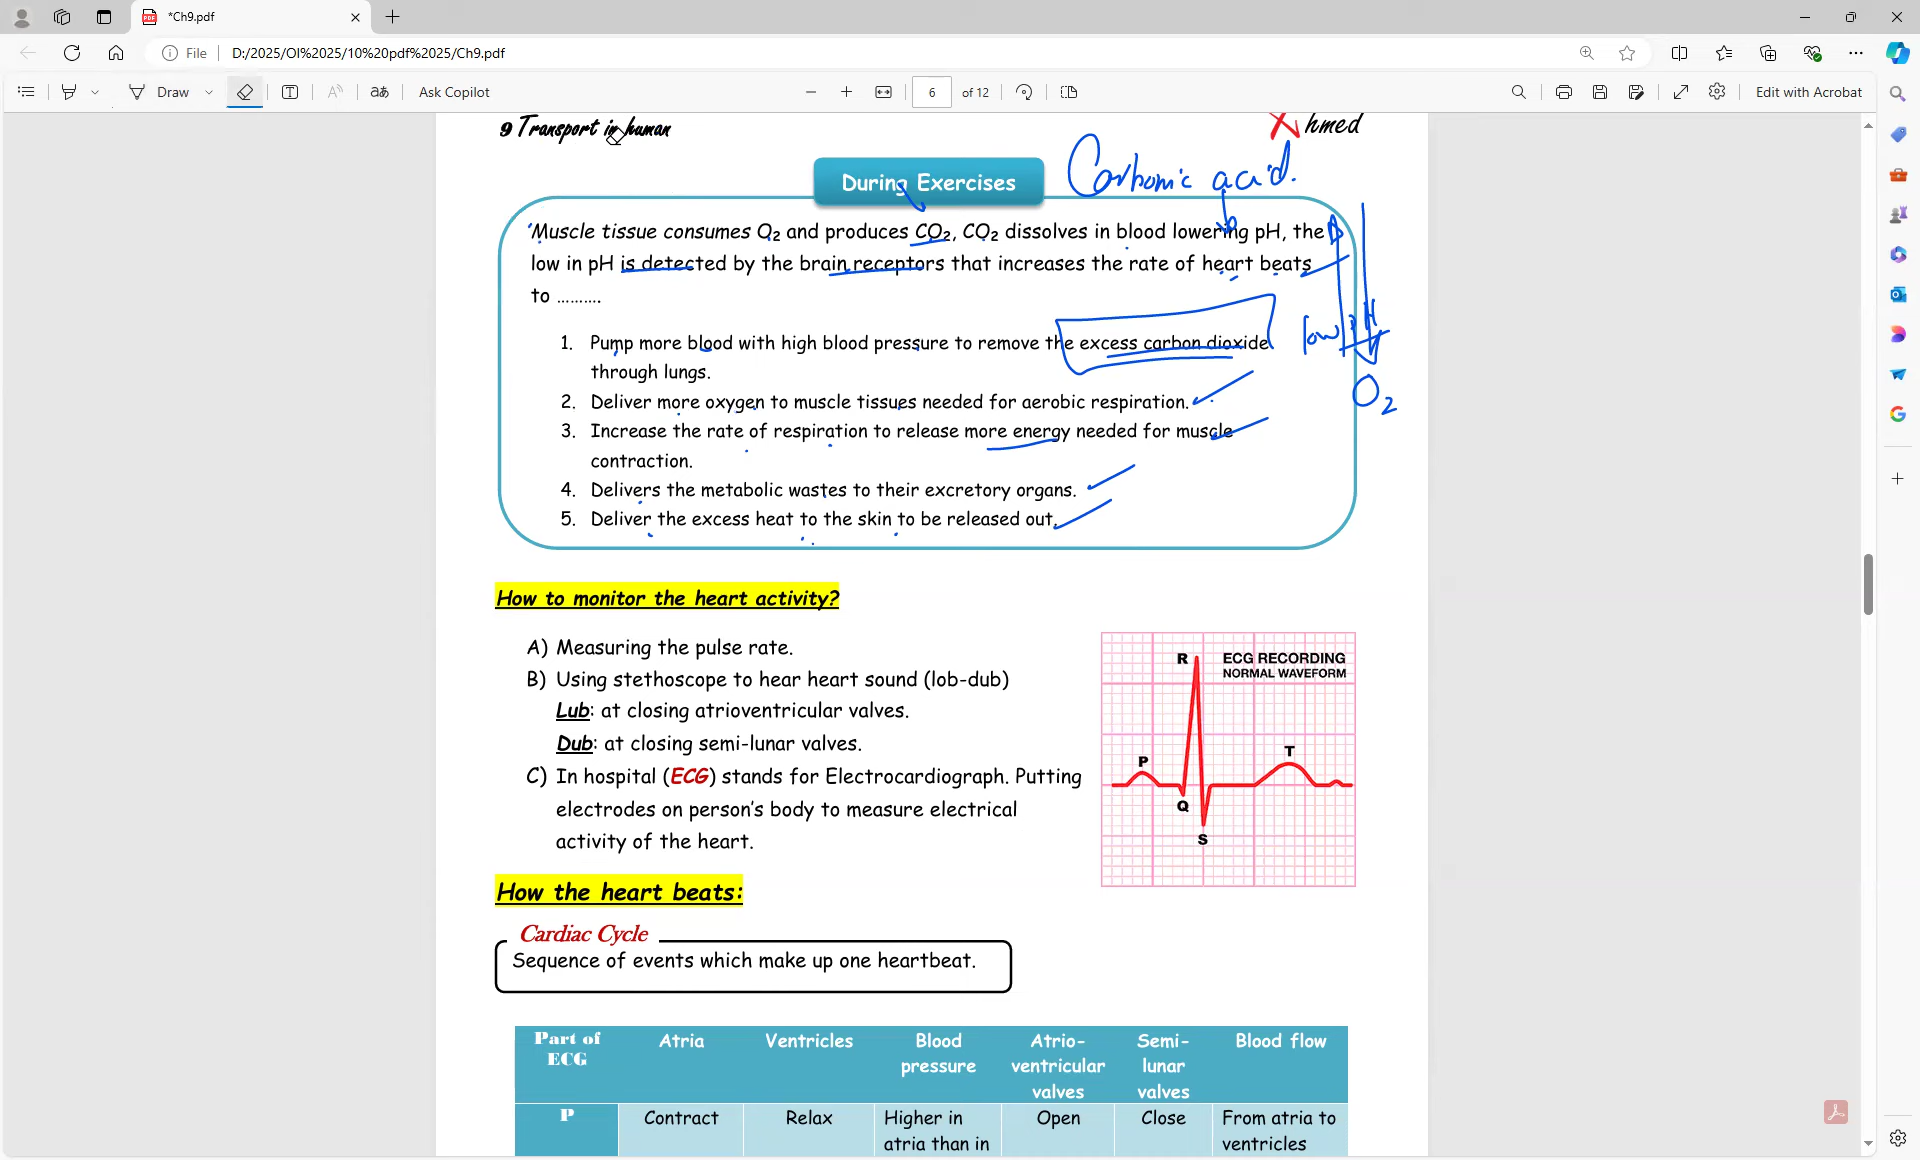 *Ch9.pdf
File D:/2025/OI%2025/10%20pdf%2025/Ch9.pdf
Draw aあ Ask Copilot 6 of 12 Edit with Acrobat
9 Transport in human
hmed
During Exercises
Carbonic acid.
Muscle tissue consumes O₂ and produces CO₂, CO₂ dissolves in blood lowering pH, the
low in pH is detected by the brain receptors that increases the rate of heart beats
to ..........
1. Pump more blood with high blood pressure to remove the excess carbon dioxide
through lungs.
low pH
2. Deliver more oxygen to muscle tissues needed for aerobic respiration.
O₂
3. Increase the rate of respiration to release more energy needed for muscle
contraction.
4. Delivers the metabolic wastes to their excretory organs.
5. Deliver the excess heat to the skin to be released out.
How to monitor the heart activity?
A) Measuring the pulse rate.
B) Using stethoscope to hear heart sound (lob-dub)
Lub: at closing atrioventricular valves.
Dub: at closing semi-lunar valves.
C) In hospital (ECG) stands for Electrocardiograph. Putting
electrodes on person's body to measure electrical
activity of the heart.
ECG RECORDING
NORMAL WAVEFORM
R
P
T
Q
S
How the heart beats:
Cardiac Cycle
Sequence of events which make up one heartbeat.
Part of ECG Atria Ventricles Blood pressure Atrio-ventricular valves Semi-lunar valves Blood flow
P Contract Relax Higher in atria than in Open Close From atria to ventricles